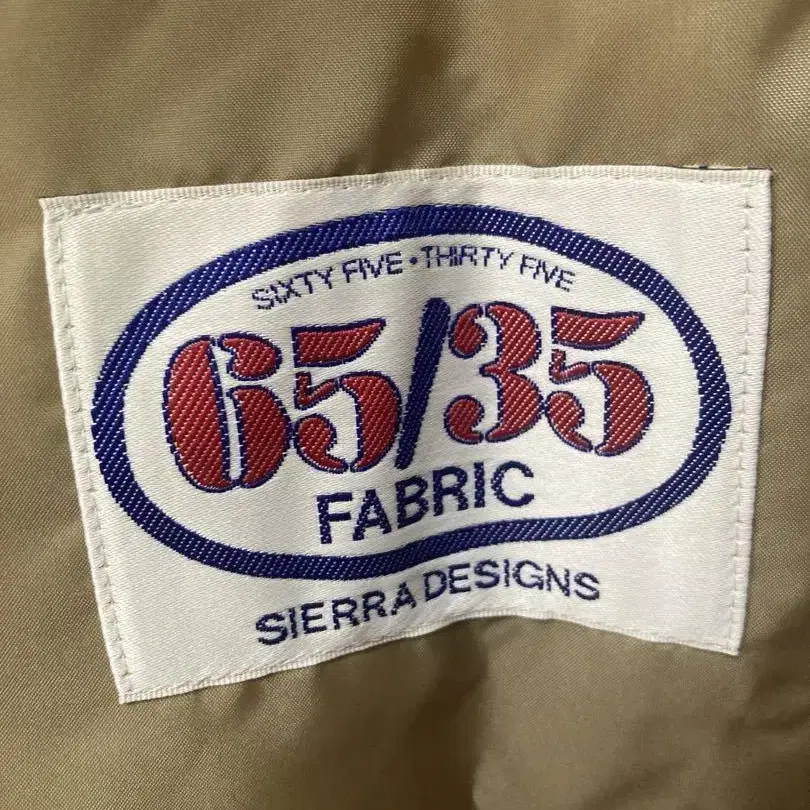 SIXTY FIVE • THIRTY FIVE
65/35
FABRIC
SIERRA DESIGNS